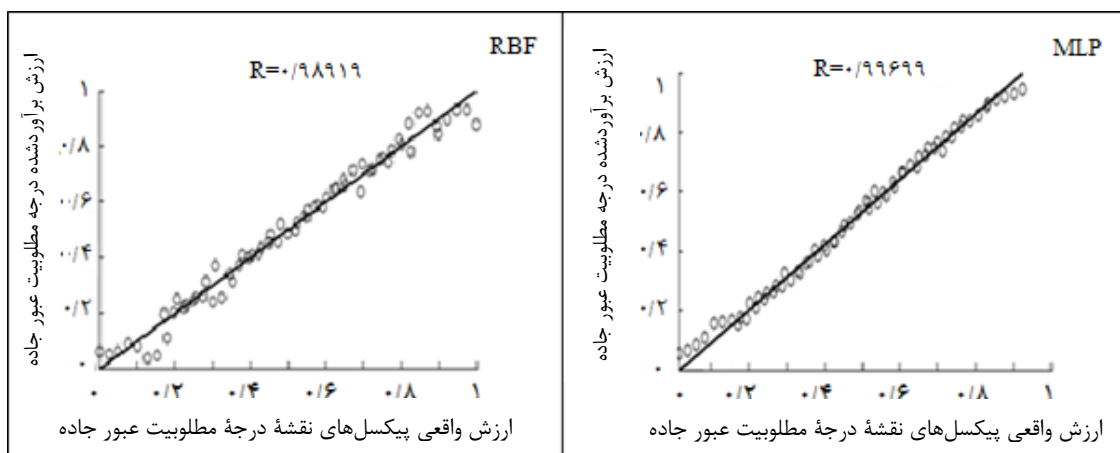 RBF
R=۰/۹۸۹۱۹
ارزش برآوردشده درجه مطلوبیت عبور جاده
۱
۰/۸
۰/۶
۰/۴
۰/۲
۰
۰ ۰/۲ ۰/۴ ۰/۶ ۰/۸ ۱
ارزش واقعی پیکسل‌های نقشهٔ درجهٔ مطلوبیت عبور جاده
MLP
R=۰/۹۹۶۹۹
ارزش برآوردشده درجه مطلوبیت عبور جاده
۱
۰/۸
۰/۶
۰/۴
۰/۲
۰
۰ ۰/۲ ۰/۴ ۰/۶ ۰/۸ ۱
ارزش واقعی پیکسل‌های نقشهٔ درجهٔ مطلوبیت عبور جاده